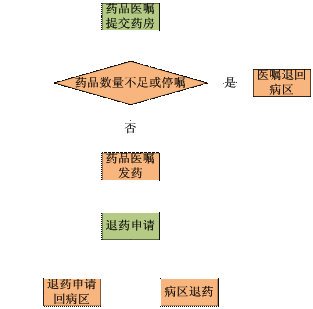 药品医嘱
提交药房
药品数量不足或停嘱
是
医嘱退回
病区
否
药品医嘱
发药
退药申请
退药申请
回病区
病区退药